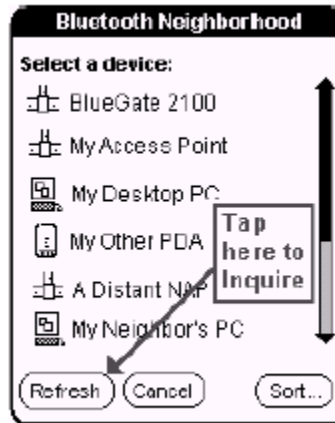 Bluetooth Neighborhood
Select a device:
BlueGate 2100
My Access Point
My Desktop PC
My Other PDA
A Distant NAP
My Neighbor's PC
Tap
here to
Inquire
Refresh Cancel Sort...